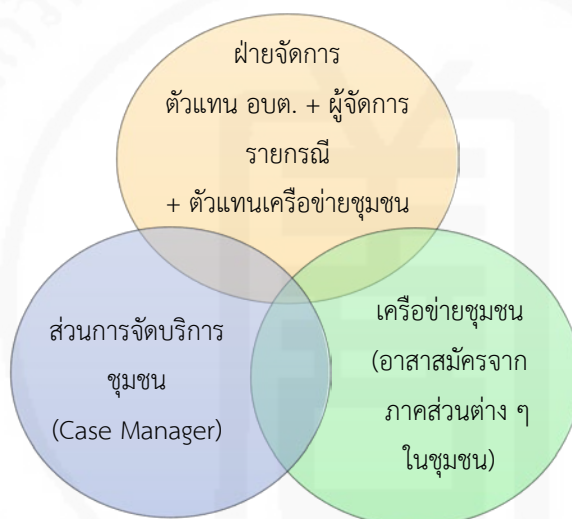 ฝ่ายจัดการ
ตัวแทน อบต. + ผู้จัดการ
รายกรณี
+ ตัวแทนเครือข่ายชุมชน
ส่วนการจัดบริการ
ชุมชน
(Case Manager)
เครือข่ายชุมชน
(อาสาสมัครจาก
ภาคส่วนต่าง ๆ
ในชุมชน)